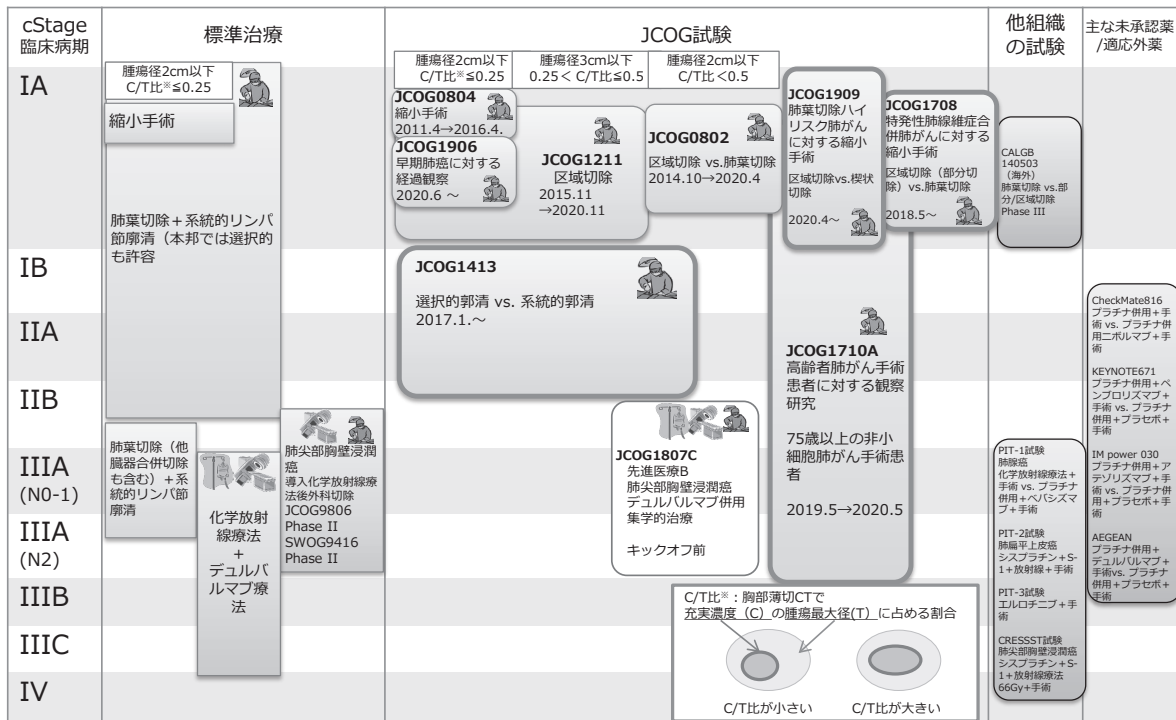 cStage
臨床病期
標準治療
JCOG試験
他組織
の試験
主な未承認薬
/適応外薬
IA
IB
IIA
IIB
IIIA
(N0-1)
IIIA
(N2)
IIIB
IIIC
IV
腫瘍径2cm以下
C/T比※≦0.25
縮小手術
肺葉切除+系統的リンパ
節郭清(本邦では選択的
も許容
肺葉切除(他
臓器合併切除
も含む)+系
統的リンパ節
郭清
化学放射
線療法
+
デュルバ
ルマブ療
法
肺尖部胸壁浸潤
癌
導入化学放射線療
法後外科切除
JCOG9806
Phase II
SWOG9416
Phase II
腫瘍径2cm以下
C/T比※≦0.25
腫瘍径3cm以下
0.25< C/T比≦0.5
腫瘍径2cm以下
C/T比<0.5
JCOG0804
縮小手術
2011.4→2016.4.
JCOG1906
早期肺癌に対する
経過観察
2020.6 ~
JCOG1211
区域切除
2015.11
→2020.11
JCOG0802
区域切除 vs.肺葉切除
2014.10→2020.4
JCOG1909
肺葉切除ハイ
リスク肺がん
に対する縮小
手術
区域切除vs.楔状
切除
2020.4~
JCOG1708
特発性肺線維症合
併肺がんに対する
縮小手術
区域切除(部分切
除)vs.肺葉切除
2018.5~
JCOG1413
選択的郭清 vs. 系統的郭清
2017.1.~
JCOG1710A
高齢者肺がん手術
患者に対する観察
研究
75歳以上の非小
細胞肺がん手術患
者
2019.5→2020.5
JCOG1807C
先進医療B
肺尖部胸壁浸潤癌
デュルバルマブ併用
集学的治療
キックオフ前
C/T比※:胸部薄切CTで
充実濃度(C)の腫瘍最大径(T)に占める割合
C/T比が小さい
C/T比が大きい
CALGB
140503
(海外)
肺葉切除 vs.部
分/区域切除
Phase III
PIT-1試験
肺腺癌
化学放射線療法+
手術 vs. プラチナ
併用+ベバシズマ
ブ+手術
PIT-2試験
肺扁平上皮癌
シスプラチン+S-
1+放射線+手術
PIT-3試験
エルロチニブ+手
術
CRESSST試験
肺尖部胸壁浸潤癌
シスプラチン+S-
1+放射線療法
66Gy+手術
CheckMate816
プラチナ併用+手
術 vs. プラチナ併
用ニボルマブ+手
術
KEYNOTE671
プラチナ併用+ペ
ンブロリズマブ+
手術 vs. プラチナ
併用+プラセボ+
手術
IM power 030
プラチナ併用+ア
テゾリズマブ+手
術 vs. プラチナ併
用+プラセボ+手
術
AEGEAN
プラチナ併用+
デュルバルマブ+
手術vs. プラチナ
併用+プラセボ+手
術